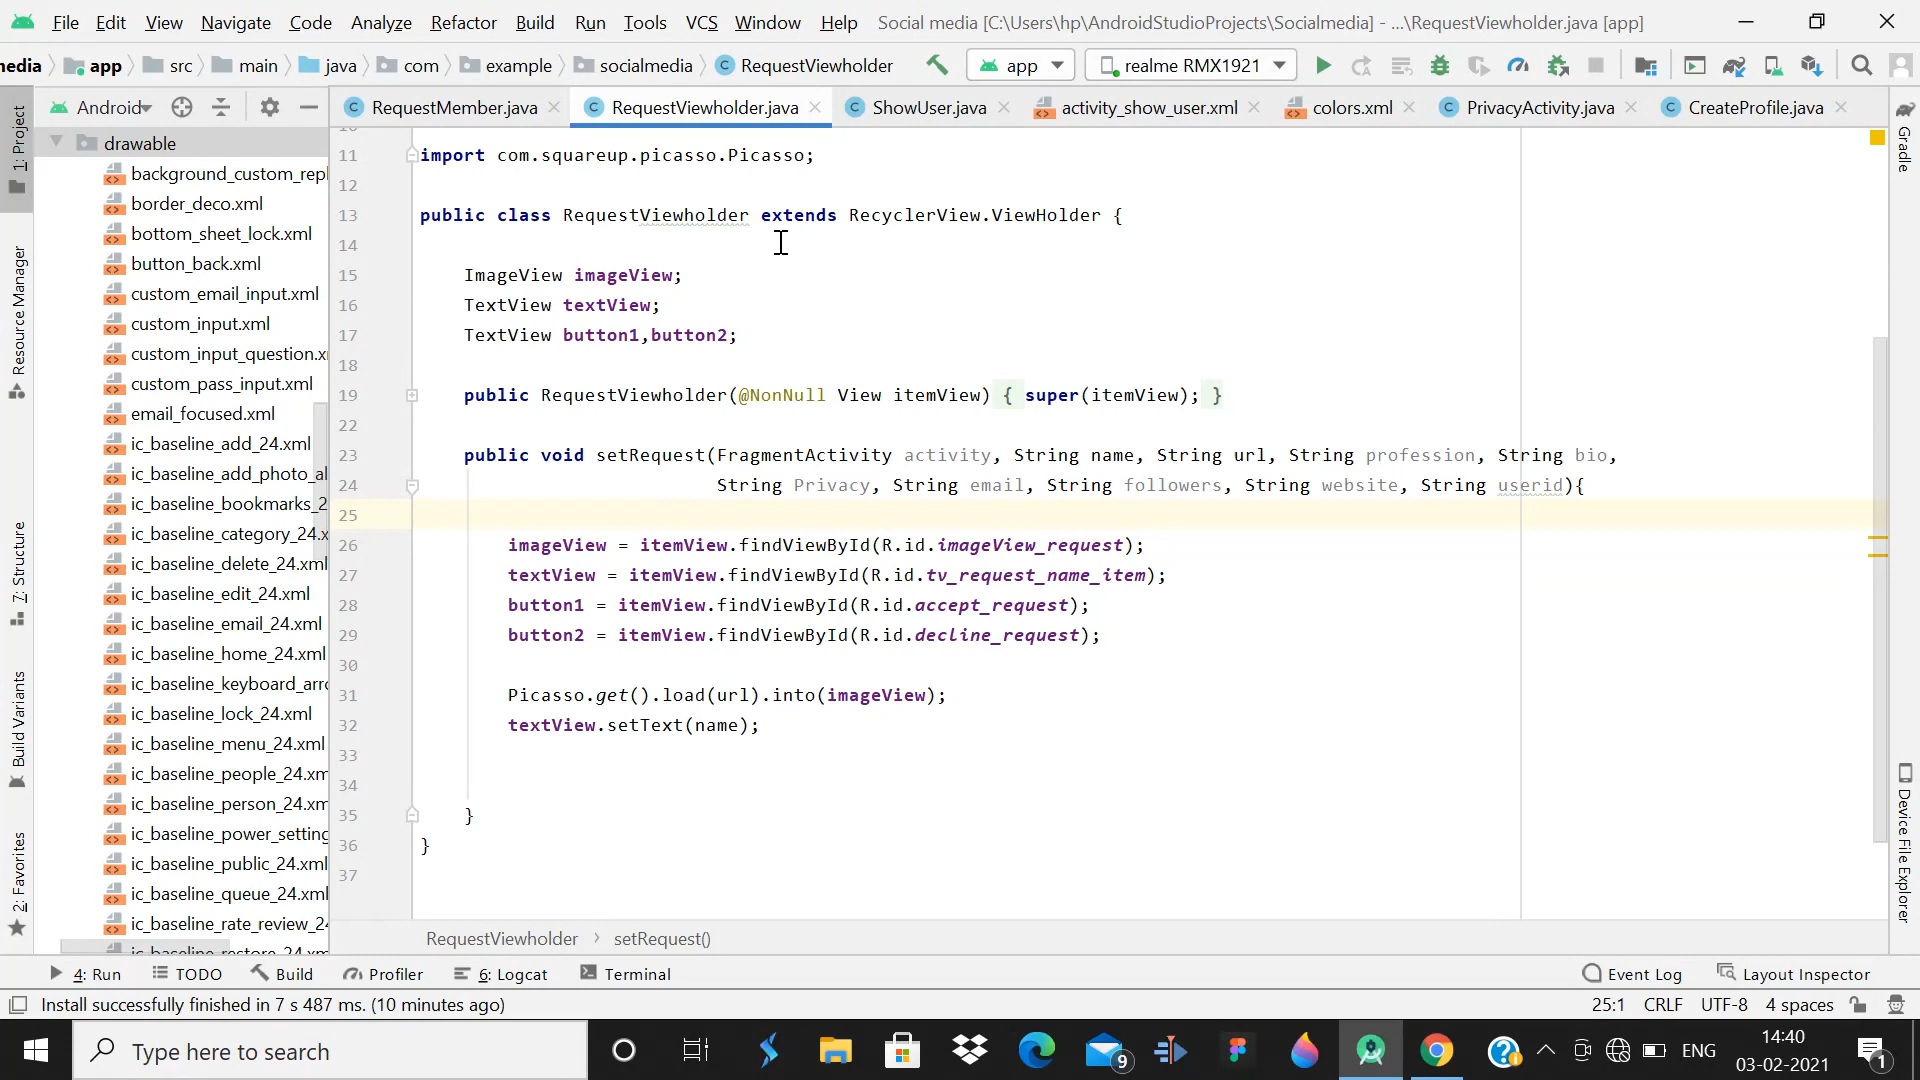 File Edit View Navigate Code Analyze Refactor Build Run Tools VCS Window Help Social media [C:\Users\hp\AndroidStudioProjects\Socialmedia] - ...\RequestViewholder.java [app]
media app src main java com example socialmedia RequestViewholder app realme RMX1921
Android RequestMember.java RequestViewholder.java ShowUser.java activity_show_user.xml colors.xml PrivacyActivity.java CreateProfile.java
1: Project
Resource Manager
7: Structure
Build Variants
2: Favorites
drawable
background_custom_repl
border_deco.xml
bottom_sheet_lock.xml
button_back.xml
custom_email_input.xml
custom_input.xml
custom_input_question.x
custom_pass_input.xml
email_focused.xml
ic_baseline_add_24.xml
ic_baseline_add_photo_al
ic_baseline_bookmarks_2
ic_baseline_category_24.x
ic_baseline_delete_24.xml
ic_baseline_edit_24.xml
ic_baseline_email_24.xml
ic_baseline_home_24.xml
ic_baseline_keyboard_arro
ic_baseline_lock_24.xml
ic_baseline_menu_24.xml
ic_baseline_people_24.xm
ic_baseline_person_24.xm
ic_baseline_power_setting
ic_baseline_public_24.xml
ic_baseline_queue_24.xml
ic_baseline_rate_review_24
ic_baseline_restore_24.xml
10
11 import com.squareup.picasso.Picasso;
12
13 public class RequestViewholder extends RecyclerView.ViewHolder {
14
15 ImageView imageView;
16 TextView textView;
17 TextView button1,button2;
18
19 public RequestViewholder(@NonNull View itemView) { super(itemView); }
22
23 public void setRequest(FragmentActivity activity, String name, String url, String profession, String bio,
24 String Privacy, String email, String followers, String website, String userid){
25
26 imageView = itemView.findViewById(R.id.imageView_request);
27 textView = itemView.findViewById(R.id.tv_request_name_item);
28 button1 = itemView.findViewById(R.id.accept_request);
29 button2 = itemView.findViewById(R.id.decline_request);
30
31 Picasso.get().load(url).into(imageView);
32 textView.setText(name);
33
34
35 }
36 }
37
Gradle
Device File Explorer
RequestViewholder setRequest()
4: Run TODO Build Profiler 6: Logcat Terminal Event Log Layout Inspector
Install successfully finished in 7 s 487 ms. (10 minutes ago) 25:1 CRLF UTF-8 4 spaces
Type here to search 9 ENG 14:40 1
03-02-2021